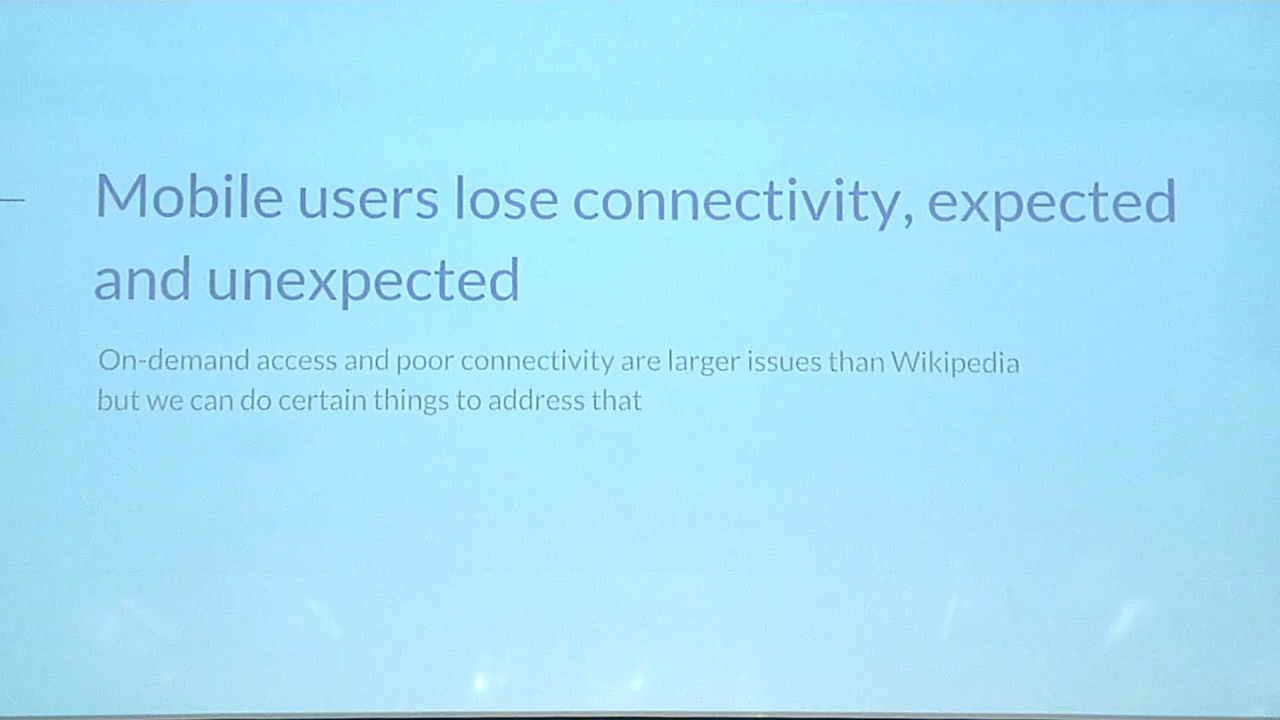 Mobile users lose connectivity, expected
and unexpected
On-demand access and poor connectivity are larger issues than Wikipedia
but we can do certain things to address that